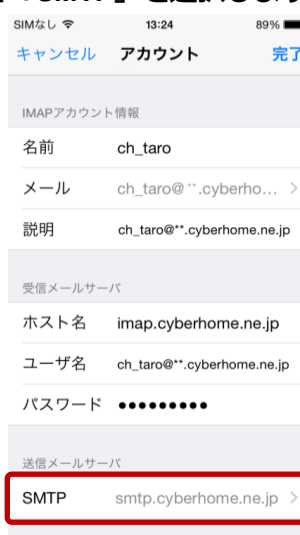 SIMなし 13:24 89%
キャンセル アカウント 完了
IMAPアカウント情報
名前 ch_taro
メール ch_taro@**.cyberho... >
説明 ch_taro@**.cyberhome.ne.jp
受信メールサーバ
ホスト名 imap.cyberhome.ne.jp
ユーザ名 ch_taro@**.cyberhome.ne.jp
パスワード ●●●●●●●●●
送信メールサーバ
SMTP smtp.cyberhome.ne.jp >